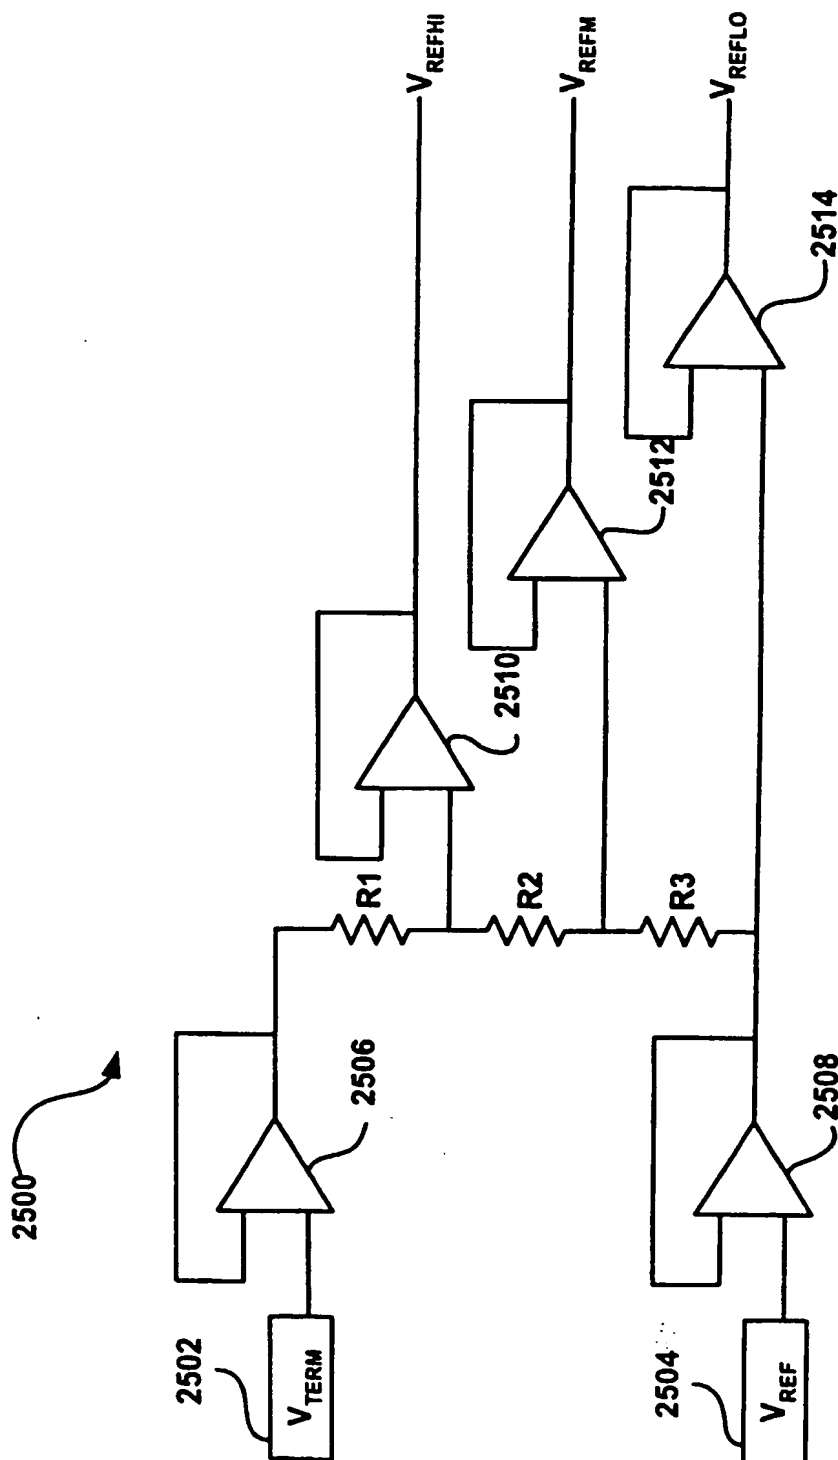 2500
2502
V_TERM
2506
R1
2510
V_REFHI
R2
2512
V_REFM
R3
2504
V_REF
2508
2514
V_REFLO